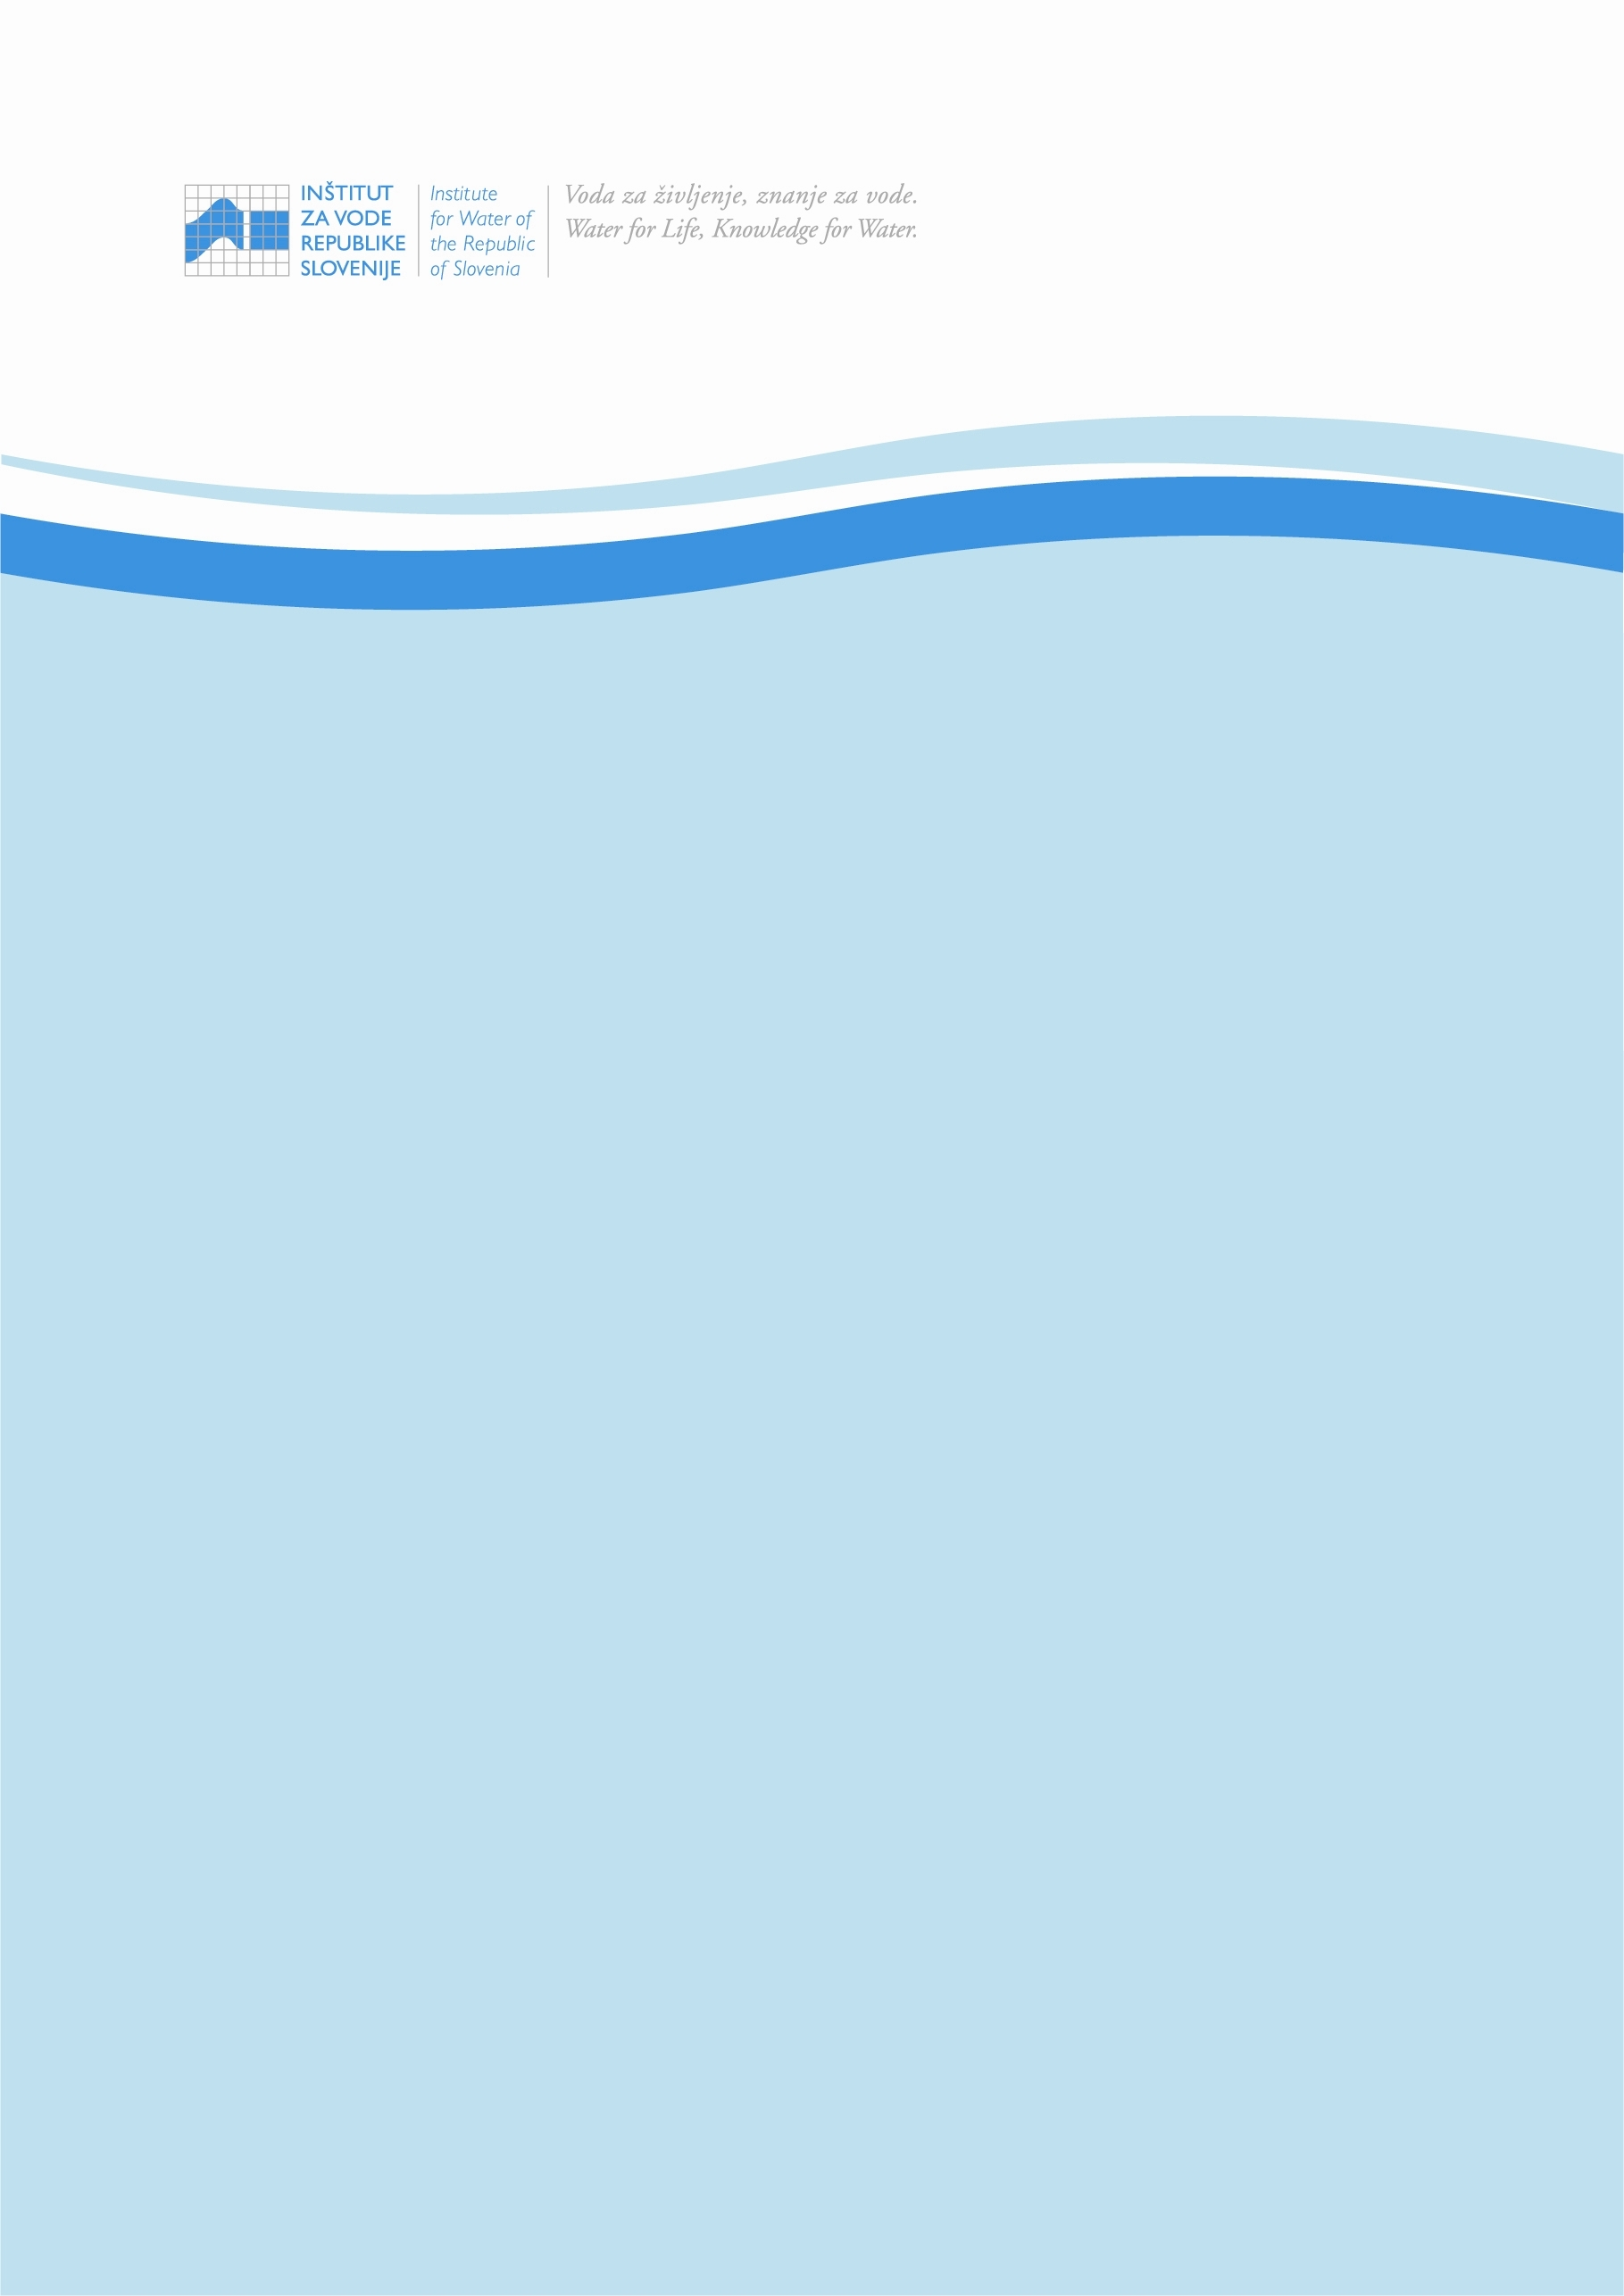 INŠTITUT
ZA VODE
REPUBLIKE
SLOVENIJE
Institute
for Water of
the Republic
of Slovenia
Voda za življenje, znanje za vode.
Water for Life, Knowledge for Water.